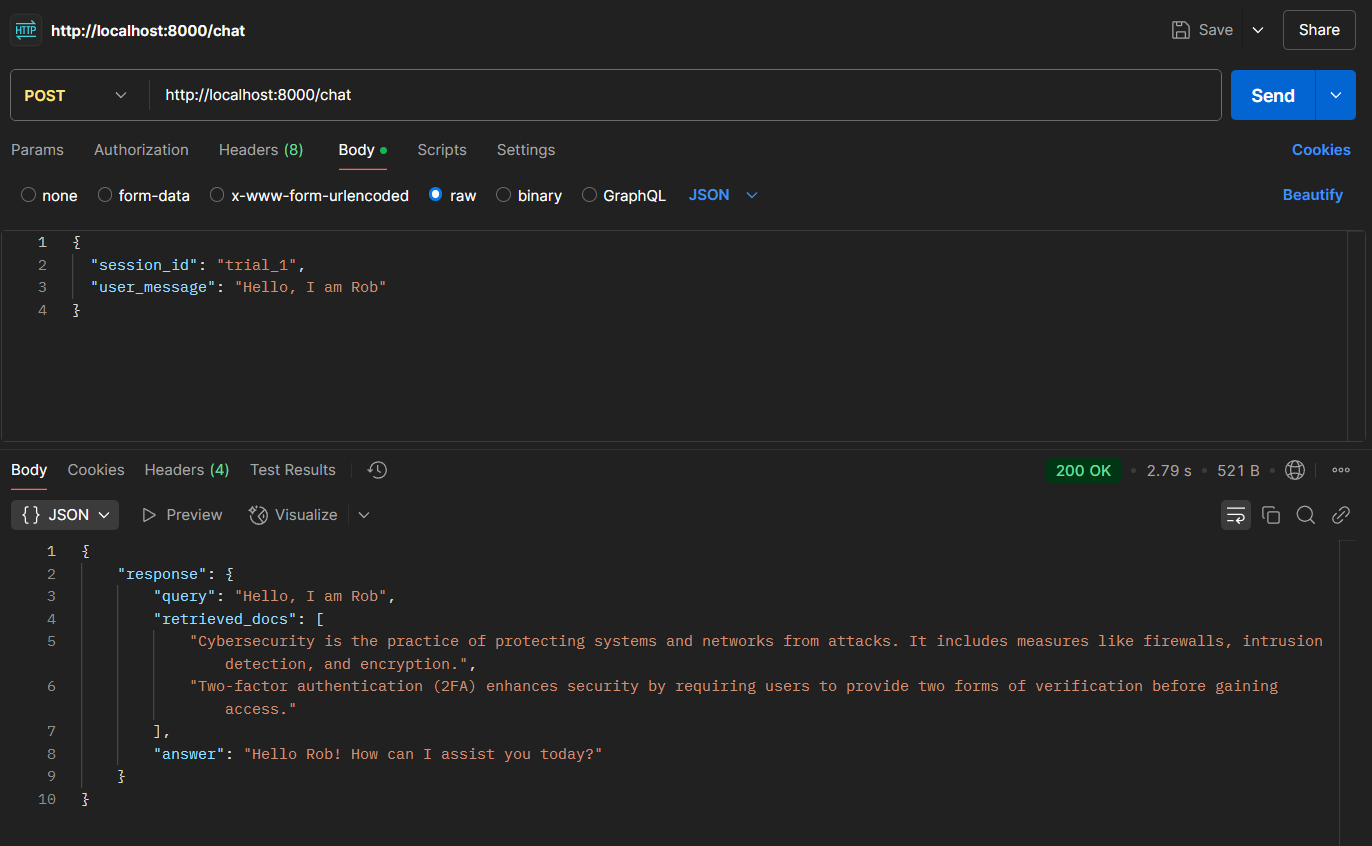 HTTP http://localhost:8000/chat Save Share
POST http://localhost:8000/chat Send
Params Authorization Headers (8) Body Scripts Settings Cookies
none form-data x-www-form-urlencoded raw binary GraphQL JSON Beautify
1 {
2 "session_id": "trial_1",
3 "user_message": "Hello, I am Rob"
4 }
Body Cookies Headers (4) Test Results 200 OK • 2.79 s • 521 B •
{} JSON Preview Visualize
1 {
2 "response": {
3 "query": "Hello, I am Rob",
4 "retrieved_docs": [
5 "Cybersecurity is the practice of protecting systems and networks from attacks. It includes measures like firewalls, intrusion
detection, and encryption.",
6 "Two-factor authentication (2FA) enhances security by requiring users to provide two forms of verification before gaining
access."
7 ],
8 "answer": "Hello Rob! How can I assist you today?"
9 }
10 }